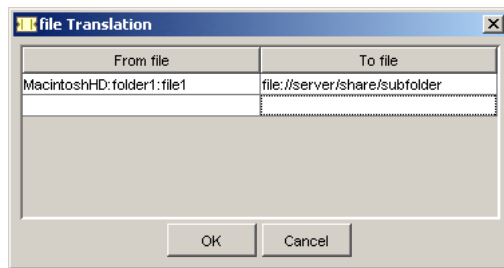 file Translation
From file To file
MacintoshHD:folder1:file1 file://server/share/subfolder
OK Cancel